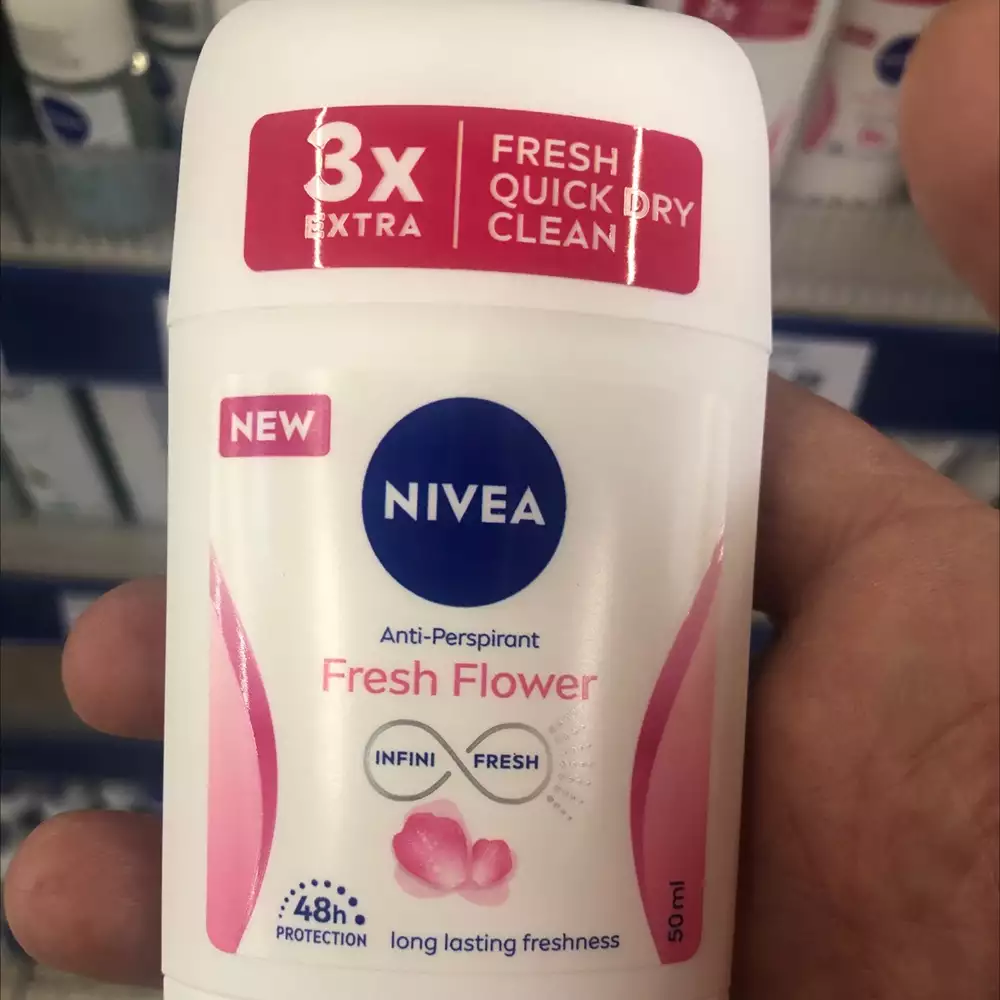 3x
EXTRA
FRESH
QUICK DRY
CLEAN
NEW
NIVEA
Anti-Perspirant
Fresh Flower
INFINI FRESH
48h
PROTECTION
long lasting freshness
50 ml